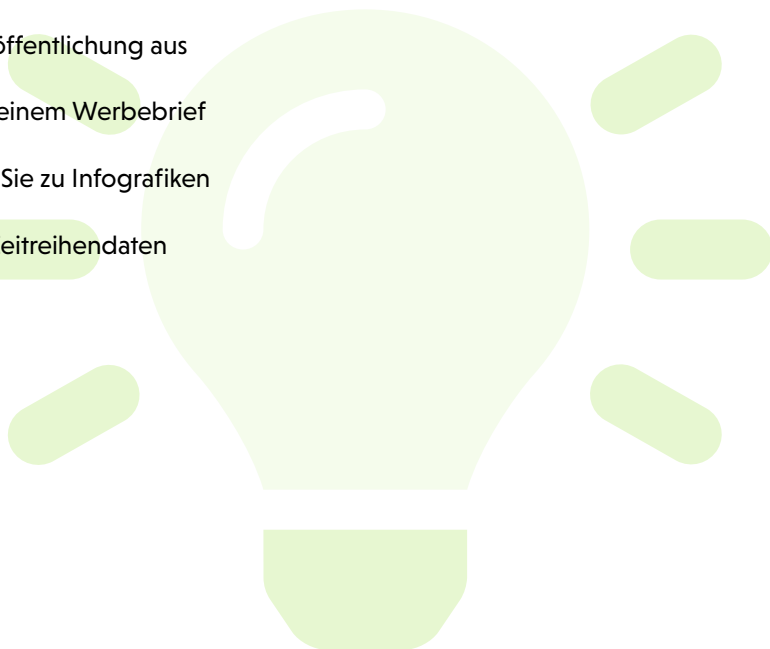 öffentlichung aus
einem Werbebrief
Sie zu Infografiken
eitreihendaten